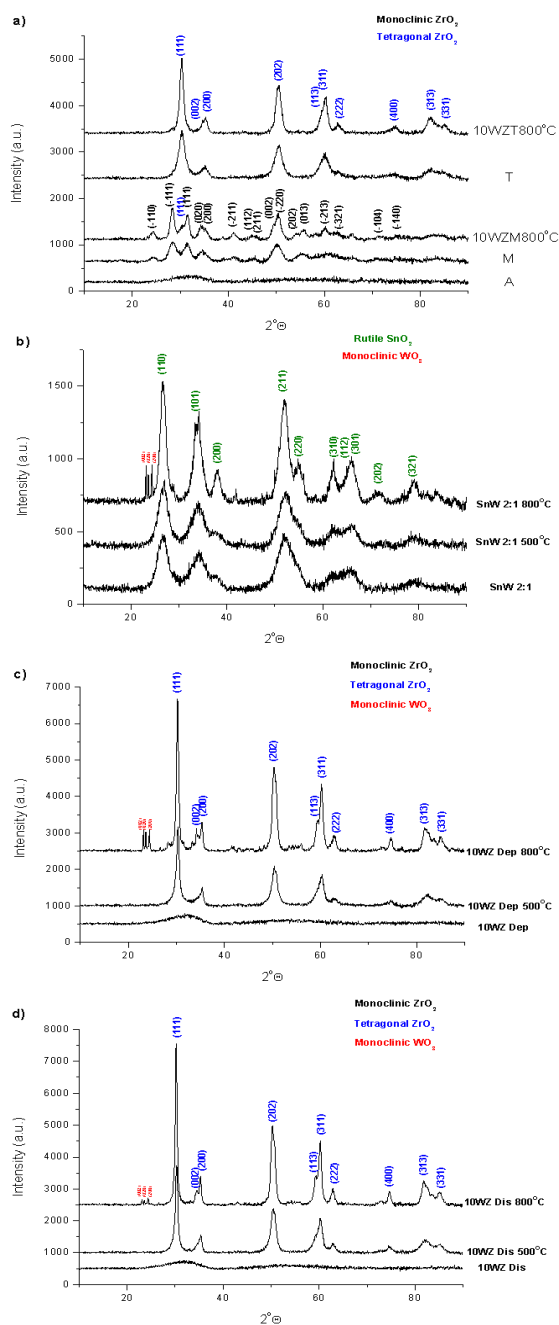 a)
Monoclinic ZrO2
Tetragonal ZrO2
(111)
(002)
(200)
(202)
(113)
(311)
(222)
(400)
(313)
(331)
10WZT800°C
T
(-110)
(-111)
(111)
(111)
(020)
(200)
(-211)
(112)
(211)
(002)
(-220)
(202)
(013)
(-213)
(-321)
(-104)
(-140)
10WZM800°C
M
A
Intensity (a.u.)
5000
4000
3000
2000
1000
0
20
40
60
80
2°Θ
b)
Rutile SnO2
Monoclinic WO3
(110)
(101)
(200)
(211)
(220)
(310)
(112)
(301)
(202)
(321)
SnW 2:1 800°C
SnW 2:1 500°C
SnW 2:1
Intensity (a.u.)
1,500
1,000
500
0
20
40
60
80
2°Θ
c)
Monoclinic ZrO2
Tetragonal ZrO2
Monoclinic WO3
(111)
(002)
(200)
(202)
(113)
(311)
(222)
(400)
(313)
(331)
10WZ Dep 800°C
10WZ Dep 500°C
10WZ Dep
Intensity (a.u.)
7000
6000
5000
4000
3000
2000
1000
0
20
40
60
80
2°Θ
d)
Monoclinic ZrO2
Tetragonal ZrO2
Monoclinic WO3
(111)
(002)
(200)
(202)
(113)
(311)
(222)
(400)
(313)
(331)
10WZ Dis 800°C
10WZ Dis 500°C
10WZ Dis
Intensity (a.u.)
8000
7000
6000
5000
4000
3000
2000
1000
0
20
40
60
80
2°Θ